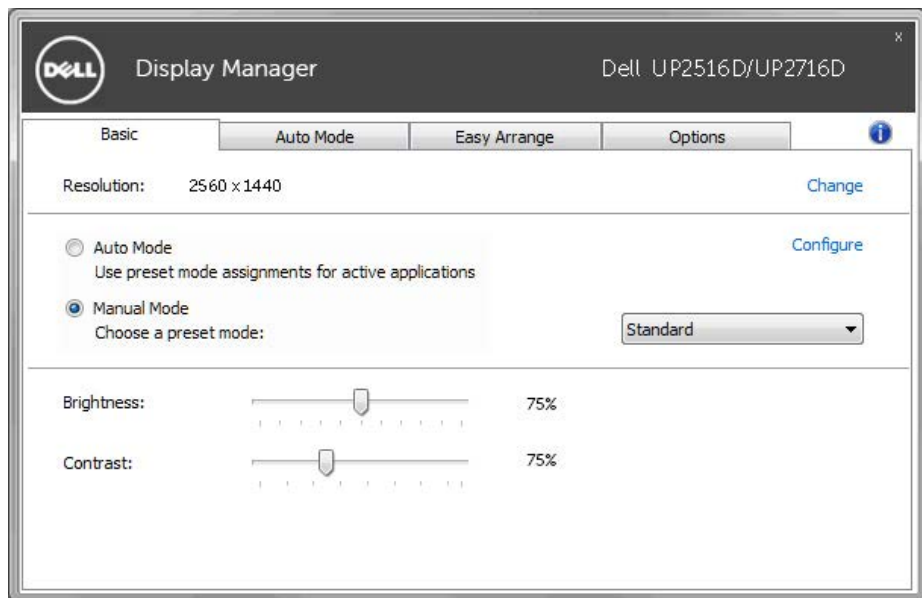 x
DELL Display Manager Dell UP2516D/UP2716D
Basic Auto Mode Easy Arrange Options i
Resolution: 2560 x 1440 Change
Auto Mode Configure
Use preset mode assignments for active applications
Manual Mode
Choose a preset mode: Standard
Brightness: 75%
Contrast: 75%